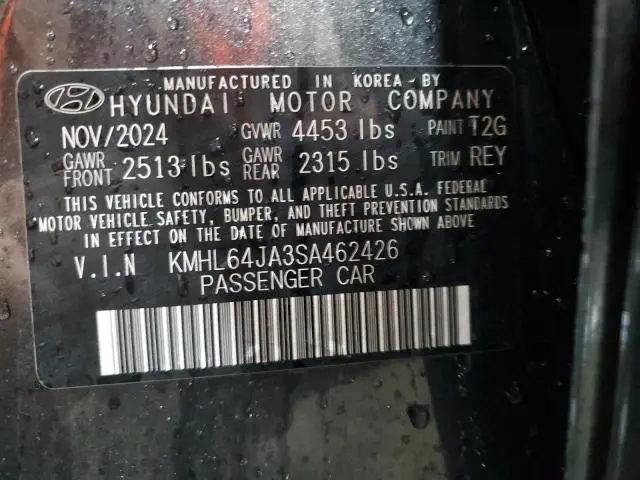 MANUFACTURED IN KOREA-BY
HYUNDAI MOTOR COMPANY
NOV/2024 GVWR 4453 lbs PAINT T2G
GAWR FRONT 2513 lbs GAWR REAR 2315 lbs TRIM REY
THIS VEHICLE CONFORMS TO ALL APPLICABLE U.S.A. FEDERAL
MOTOR VEHICLE SAFETY, BUMPER, AND THEFT PREVENTION STANDARDS
IN EFFECT ON THE DATE OF MANUFACTURE SHOWN ABOVE
V.I.N KMHL64JA3SA462426
PASSENGER CAR